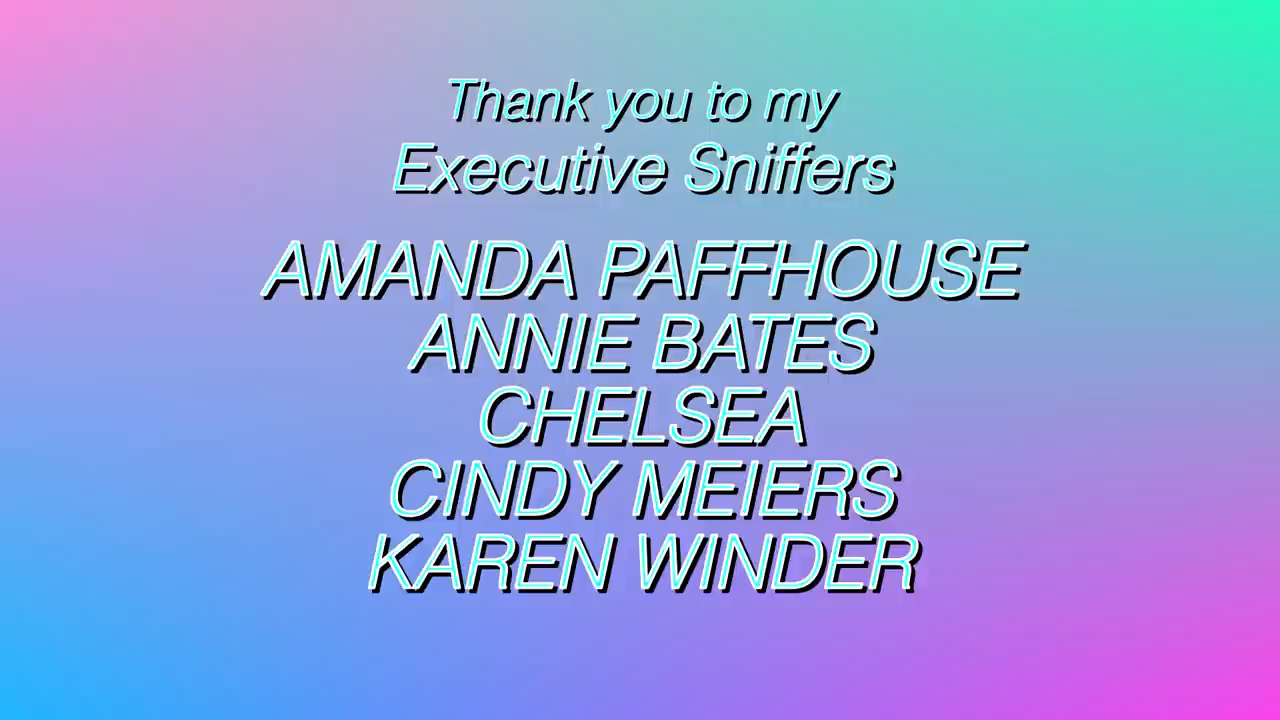 Thank you to my
Executive Sniffers
AMANDA PAFFHOUSE
ANNIE BATES
CHELSEA
CINDY MEIERS
KAREN WINDER